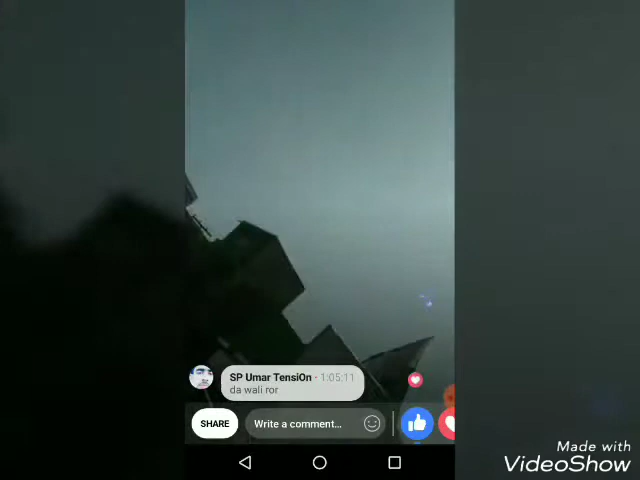 SP Umar TensiOn · 1:05:11
da wali ror
SHARE
Write a comment...
Made with
VideoShow